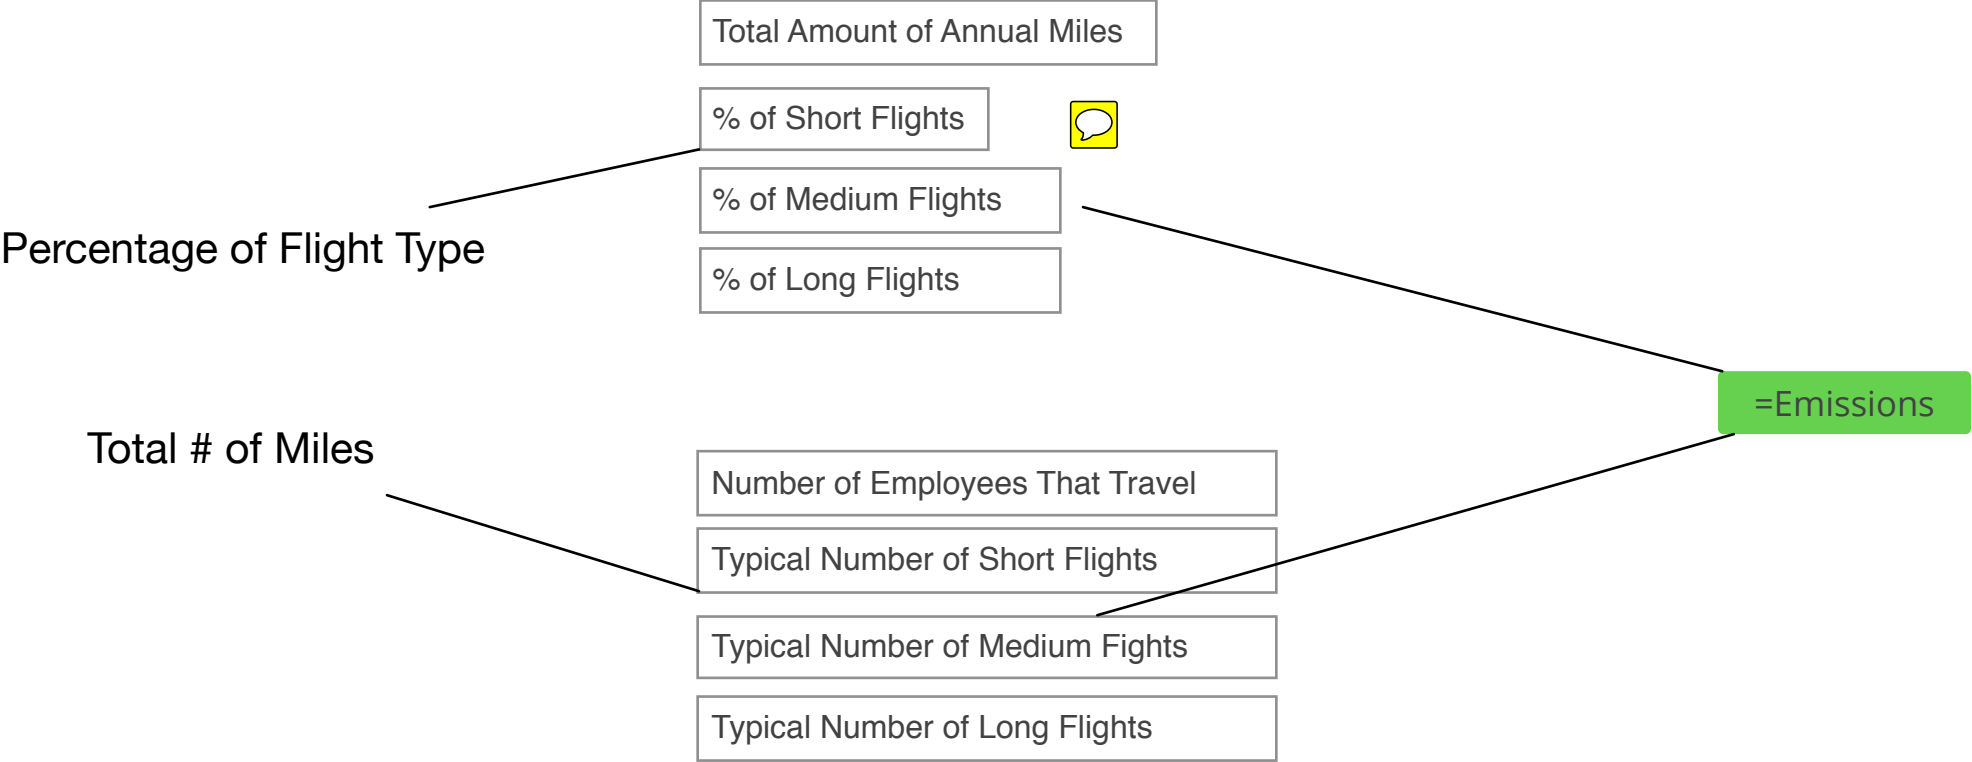 Total Amount of Annual Miles
% of Short Flights
% of Medium Flights
Percentage of Flight Type
% of Long Flights
=Emissions
Total # of Miles
Number of Employees That Travel
Typical Number of Short Flights
Typical Number of Medium Fights
Typical Number of Long Flights